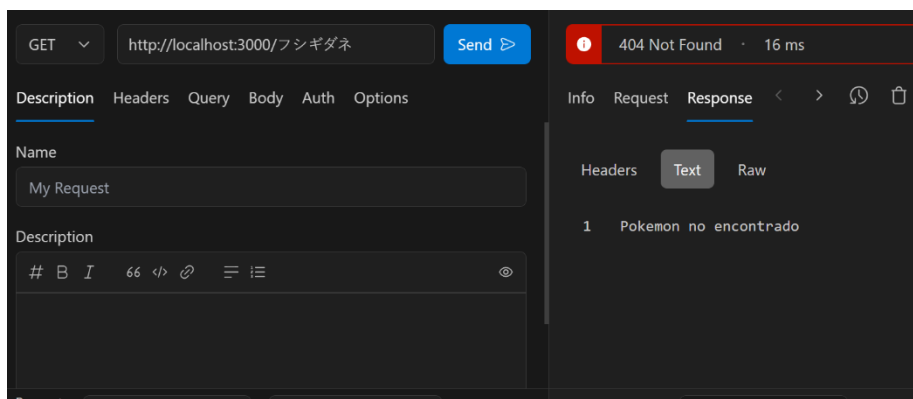 GET http://localhost:3000/フシギダネ Send
404 Not Found · 16 ms
Description Headers Query Body Auth Options
Info Request Response
Name
My Request
Headers Text Raw
1 Pokemon no encontrado
Description
# B I 66 </>